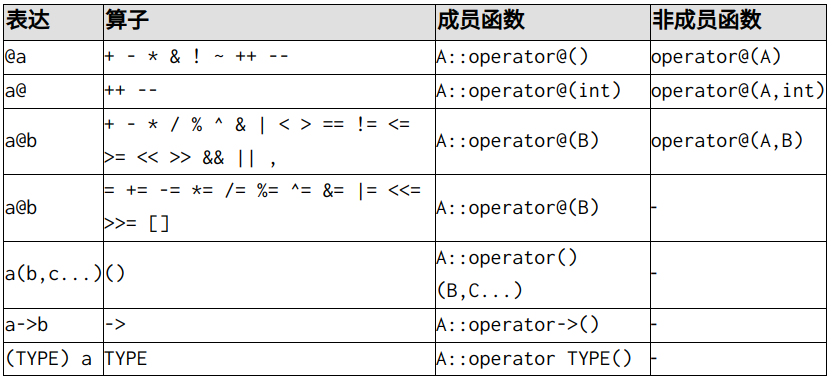 表达 算子 成员函数 非成员函数
@a + - * & ! ~ ++ -- A::operator@() operator@(A)
a@ ++ -- A::operator@(int) operator@(A,int)
a@b + - * / % ^ & | < > == != <=
>= << >> && || , A::operator@(B) operator@(A,B)
a@b = += -= *= /= %= ^= &= |= <<=
>>= [] A::operator@(B) -
a(b,c...) () A::operator()
(B,C...) -
a->b -> A::operator->() -
(TYPE) a TYPE A::operator TYPE() -